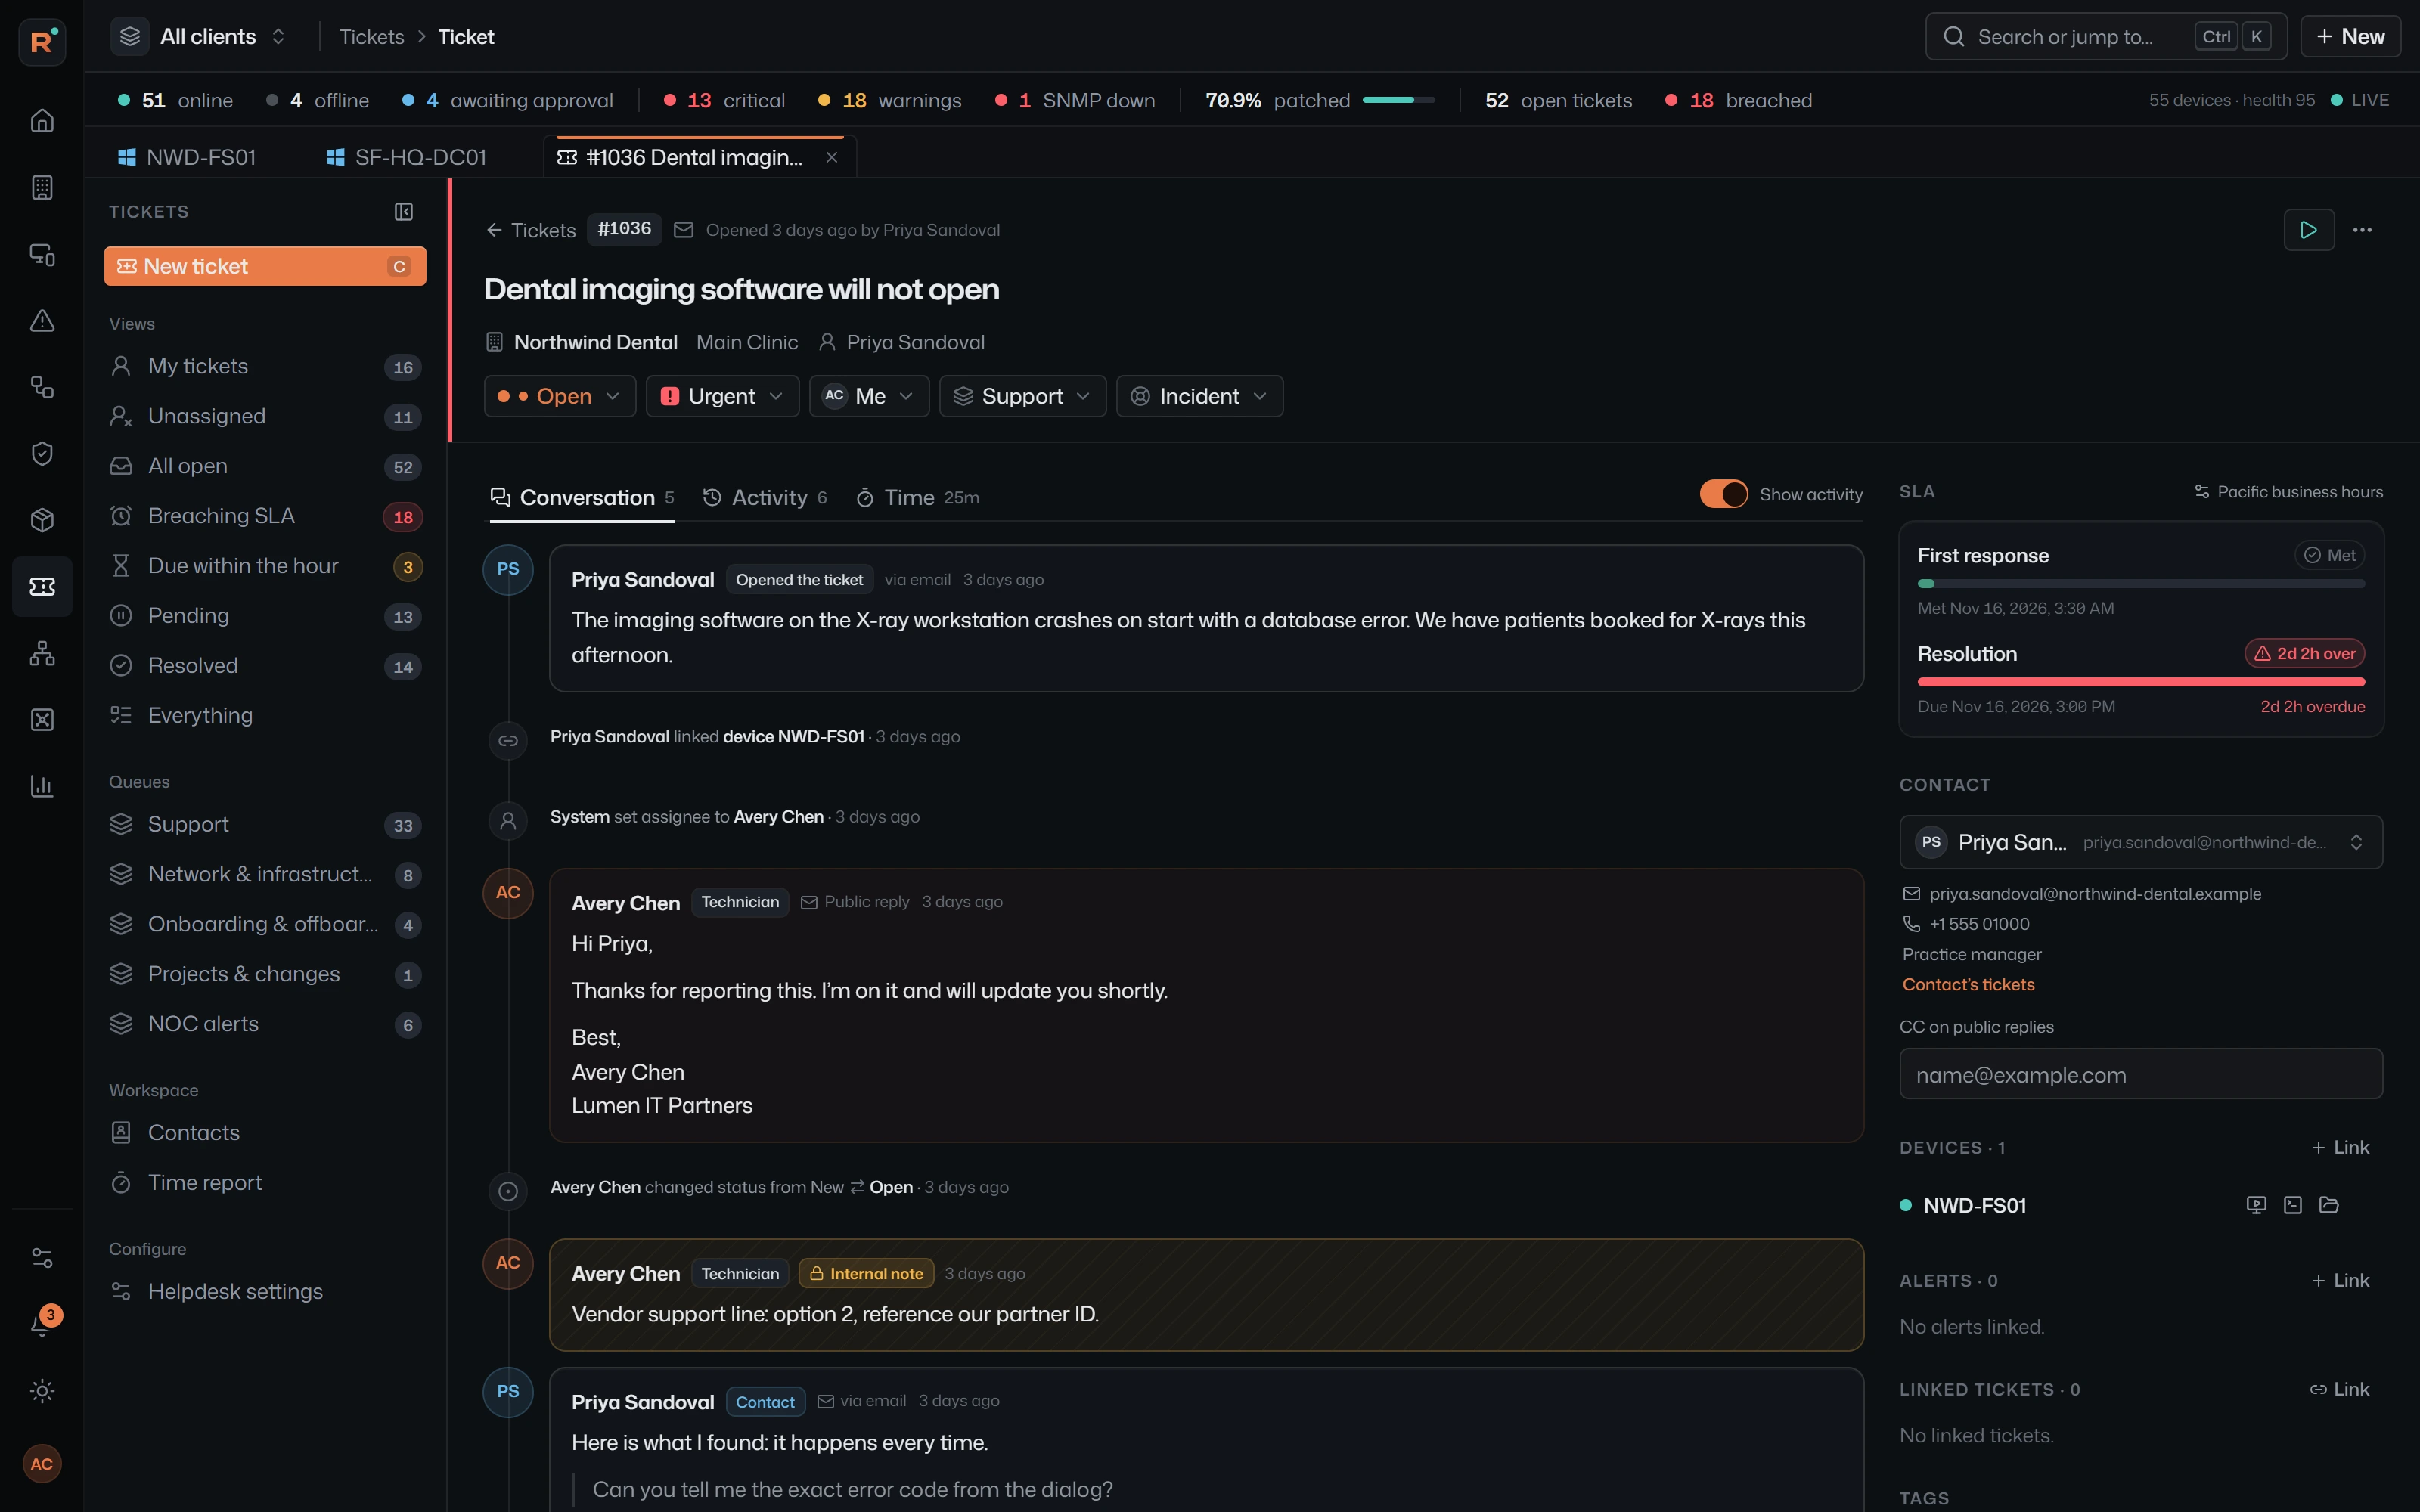 R
All clients
Tickets > Ticket
Search or jump to...
Ctrl K
+ New
51 online
4 offline
4 awaiting approval
13 critical
18 warnings
1 SNMP down
70.9% patched
52 open tickets
18 breached
55 devices · health 95
LIVE
NWD-FS01
SF-HQ-DC01
#1036 Dental imagin...
TICKETS
New ticket C
Views
My tickets 16
Unassigned 11
All open 52
Breaching SLA 18
Due within the hour 3
Pending 13
Resolved 14
Everything
Queues
Support 33
Network & infrastruct... 8
Onboarding & offboar... 4
Projects & changes 1
NOC alerts 6
Workspace
Contacts
Time report
Configure
Helpdesk settings
3
AC
← Tickets
#1036
Opened 3 days ago by Priya Sandoval
Dental imaging software will not open
Northwind Dental Main Clinic Priya Sandoval
Open
Urgent
AC Me
Support
Incident
Conversation 5
Activity 6
Time 25m
Show activity
PS
Priya Sandoval Opened the ticket via email 3 days ago
The imaging software on the X-ray workstation crashes on start with a database error. We have patients booked for X-rays this
afternoon.
Priya Sandoval linked device NWD-FS01 · 3 days ago
System set assignee to Avery Chen · 3 days ago
AC
Avery Chen Technician Public reply 3 days ago
Hi Priya,
Thanks for reporting this. I'm on it and will update you shortly.
Best,
Avery Chen
Lumen IT Partners
Avery Chen changed status from New ⇄ Open · 3 days ago
AC
Avery Chen Technician Internal note 3 days ago
Vendor support line: option 2, reference our partner ID.
PS
Priya Sandoval Contact via email 3 days ago
Here is what I found: it happens every time.
Can you tell me the exact error code from the dialog?
SLA
Pacific business hours
First response Met
Met Nov 16, 2026, 3:30 AM
Resolution 2d 2h over
Due Nov 16, 2026, 3:00 PM 2d 2h overdue
CONTACT
PS Priya San... priya.sandoval@northwind-de...
priya.sandoval@northwind-dental.example
+1 555 01000
Practice manager
Contact's tickets
CC on public replies
name@example.com
DEVICES · 1 + Link
NWD-FS01
ALERTS · 0 + Link
No alerts linked.
LINKED TICKETS · 0 Link
No linked tickets.
TAGS